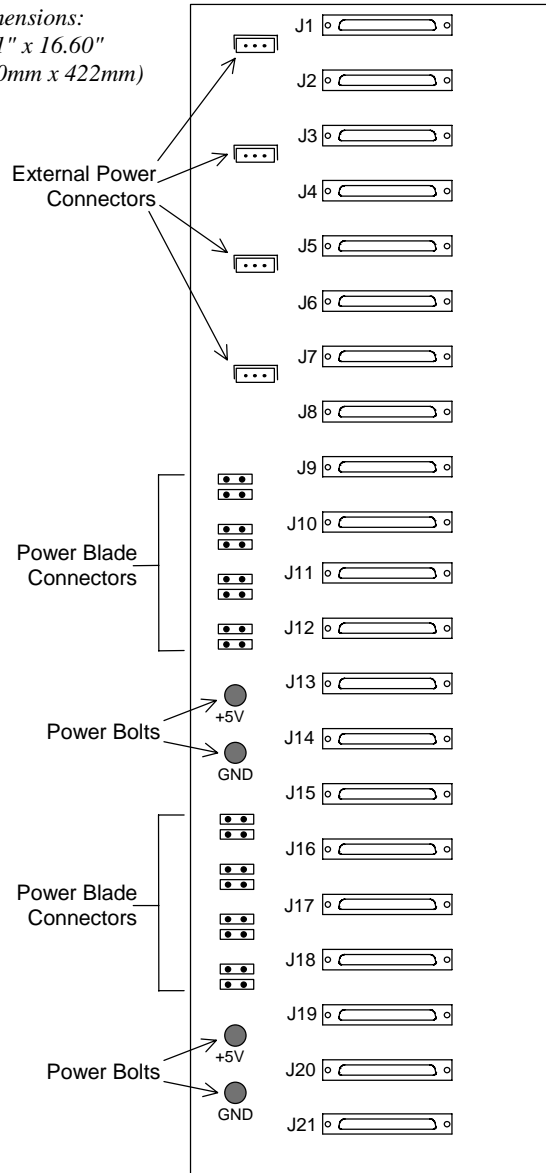 mensions:
1" x 16.60"
0mm x 422mm)
J1
J2
J3
J4
External Power
Connectors
J5
J6
J7
J8
J9
J10
Power Blade
Connectors
J11
J12
J13
+5V
Power Bolts
J14
GND
J15
J16
Power Blade
Connectors
J17
J18
J19
+5V
Power Bolts
J20
GND
J21